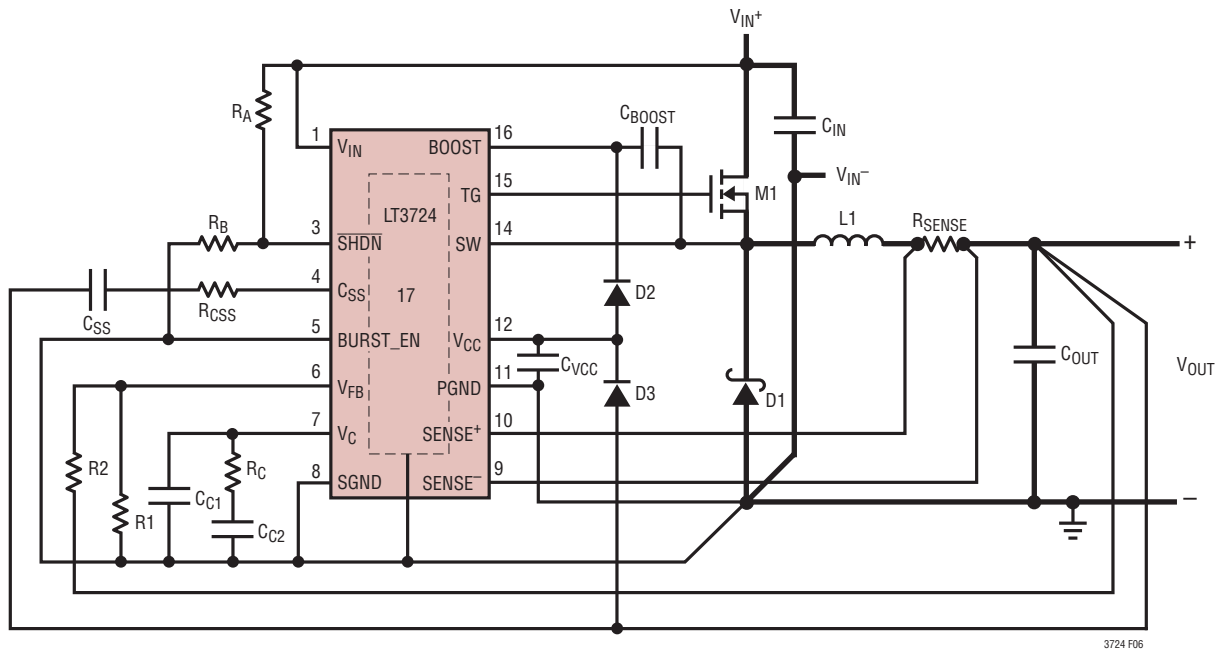 VIN+
RA
CBOOST
CIN
1
VIN
BOOST
16
VIN−
TG
15
M1
LT3724
RB
3
SHDN
SW
14
L1
RSENSE
+
4
CSS
17
CSS
RCSS
D2
5
BURST_EN
VCC
12
CVCC
COUT
VOUT
6
VFB
PGND
11
D3
D1
7
VC
SENSE+
10
R2
RC
8
SGND
SENSE−
9
CC1
R1
CC2
−
3724 F06